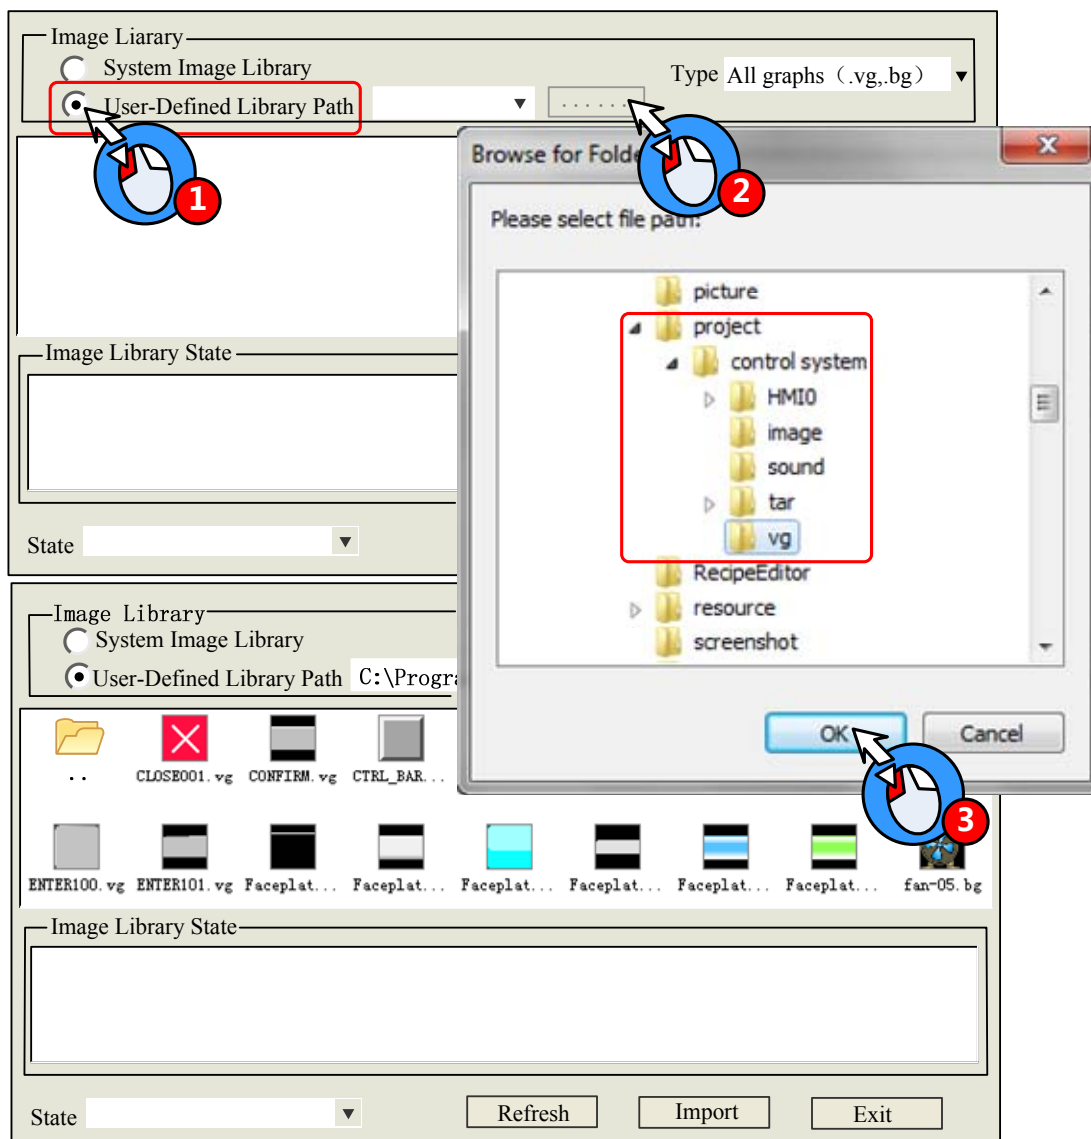 Image Liarary
System Image Library
Type All graphs（.vg,.bg）
User-Defined Library Path
......
1
2
Browse for Folde
Please select file path:
picture
project
control system
HMI0
image
sound
tar
vg
RecipeEditor
resource
screenshot
OK
Cancel
3
Image Library State
State
Image Library
System Image Library
User-Defined Library Path C:\Progra
..
CLOSE001.vg CONFIRM.vg CTRL_BAR...
ENTER100.vg ENTER101.vg Faceplat... Faceplat... Faceplat... Faceplat... Faceplat... Faceplat... fan-05.bg
Image Library State
State
Refresh
Import
Exit